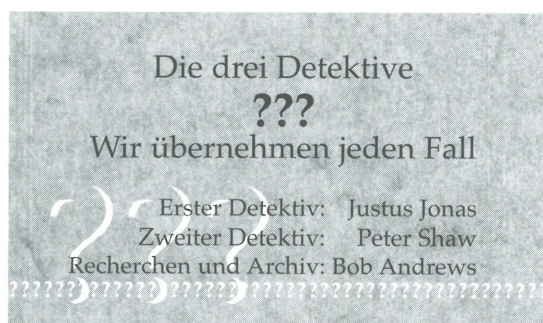 Die drei Detektive
???
Wir übernehmen jeden Fall
???
Erster Detektiv: Justus Jonas
Zweiter Detektiv: Peter Shaw
Recherchen und Archiv: Bob Andrews